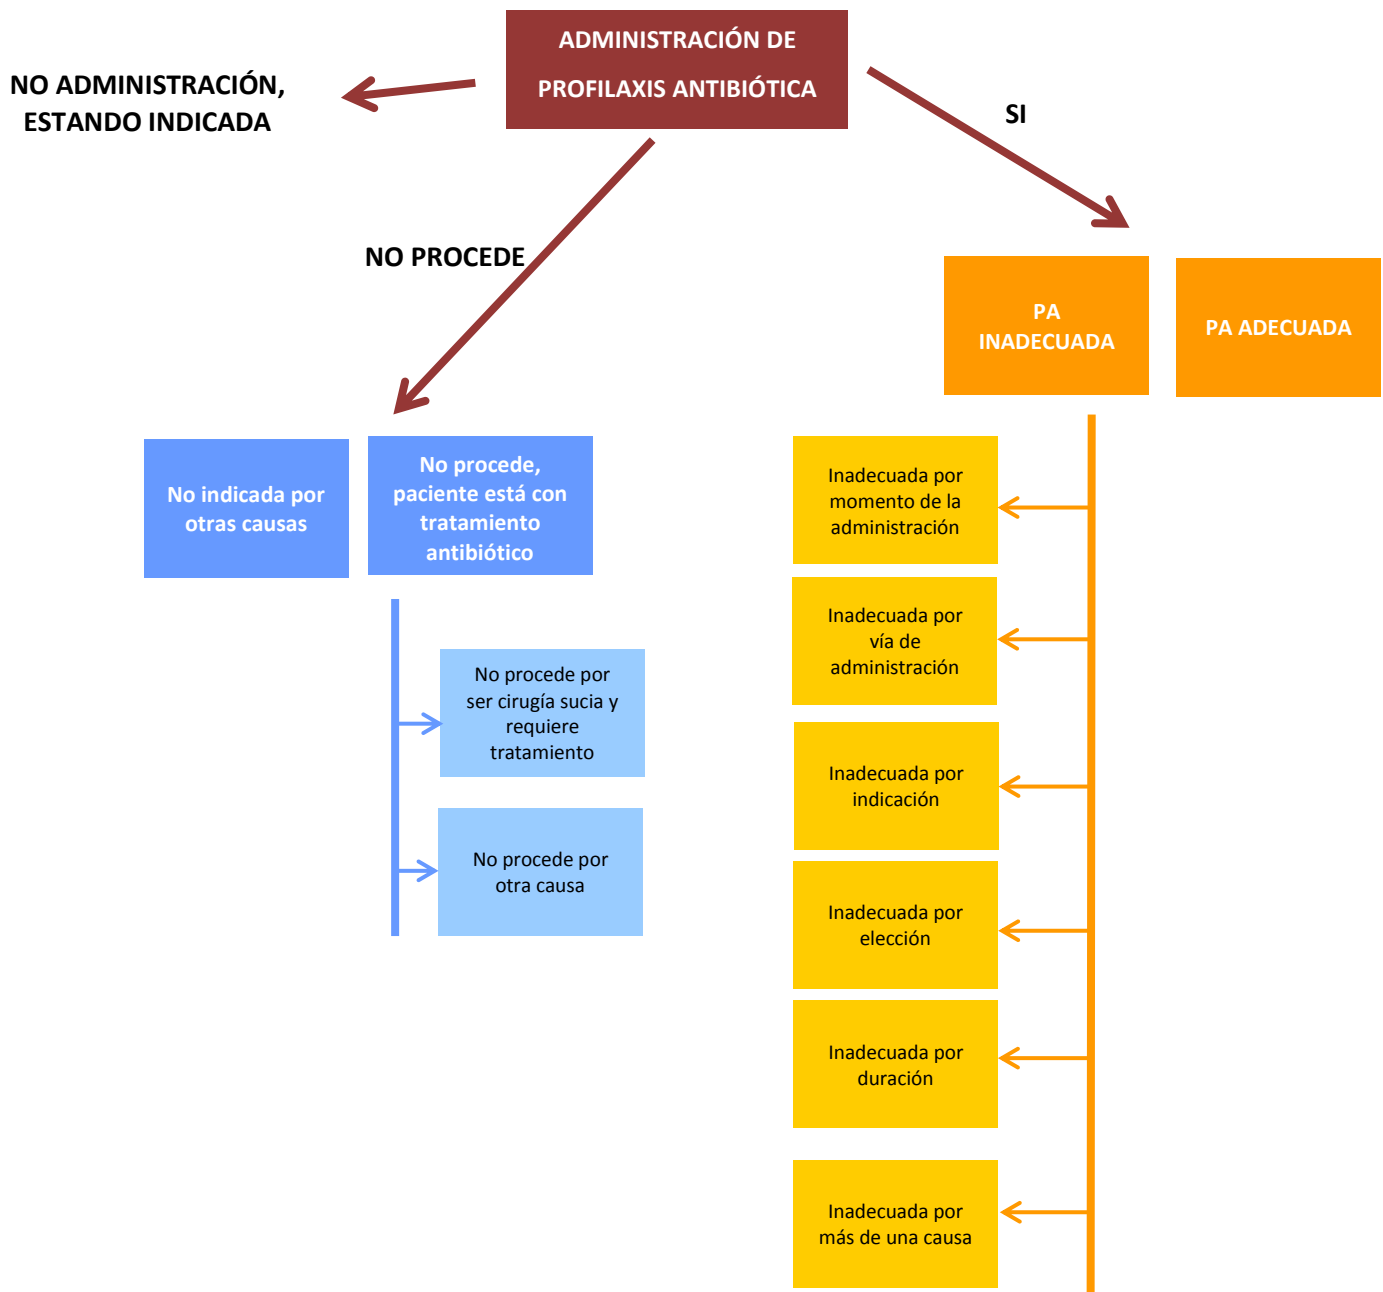 ADMINISTRACIÓN DE
PROFILAXIS ANTIBIÓTICA
NO ADMINISTRACIÓN,
ESTANDO INDICADA
SI
NO PROCEDE
PA
INADECUADA
PA ADECUADA
No indicada por
otras causas
No procede,
paciente está con
tratamiento
antibiótico
No procede por
ser cirugía sucia y
requiere
tratamiento
No procede por
otra causa
Inadecuada por
momento de la
administración
Inadecuada por
vía de
administración
Inadecuada por
indicación
Inadecuada por
elección
Inadecuada por
duración
Inadecuada por
más de una causa